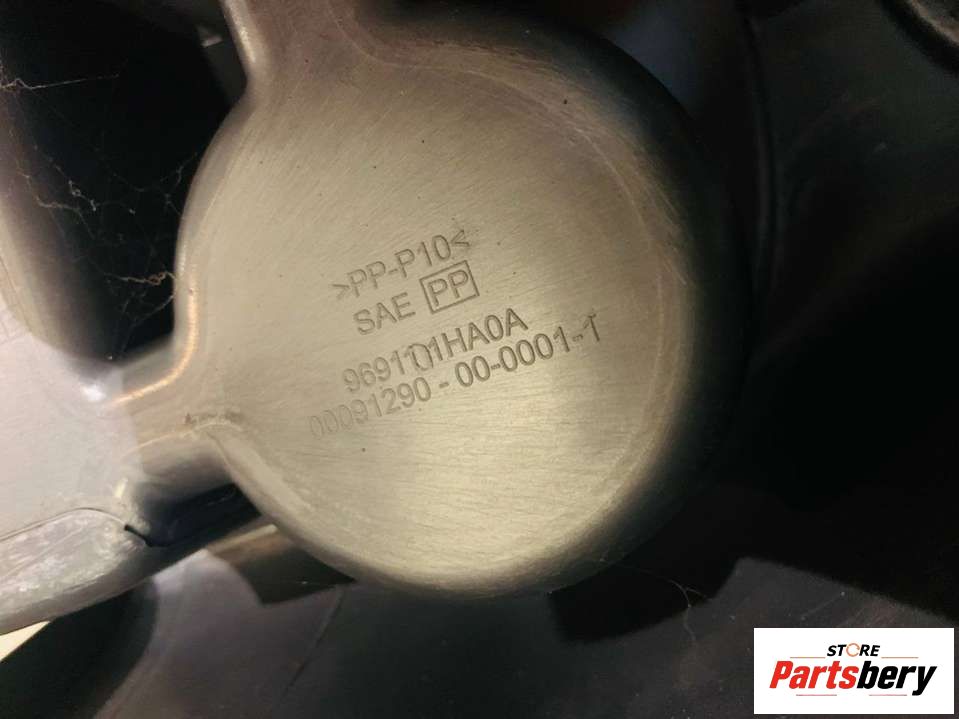 >PP-P10<
SAE PP
969101HA0A
00091290 - 00-0001-1
STORE
Partsbery